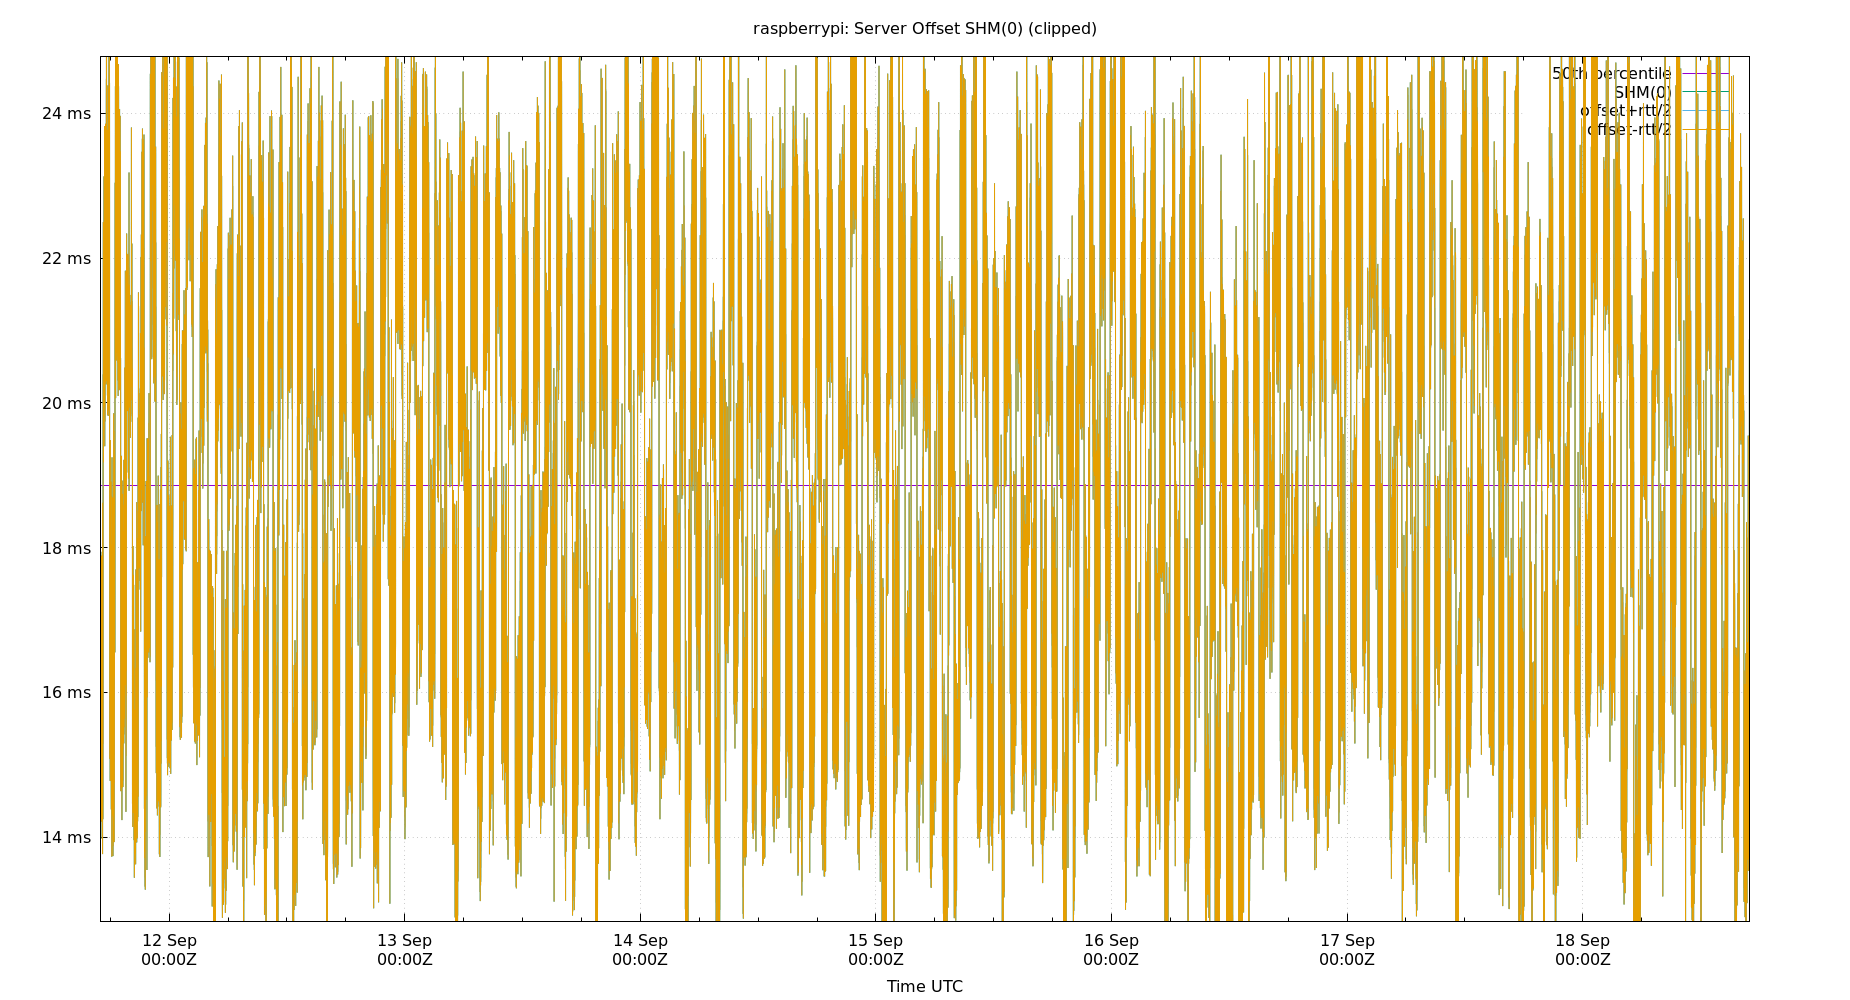 raspberrypi: Server Offset SHM(0) (clipped)
50th percentile
SHM(0)
offset+rtt/2
offset-rtt/2
24 ms
22 ms
20 ms
18 ms
16 ms
14 ms
12 Sep
00:00Z
13 Sep
00:00Z
14 Sep
00:00Z
15 Sep
00:00Z
16 Sep
00:00Z
17 Sep
00:00Z
18 Sep
00:00Z
Time UTC